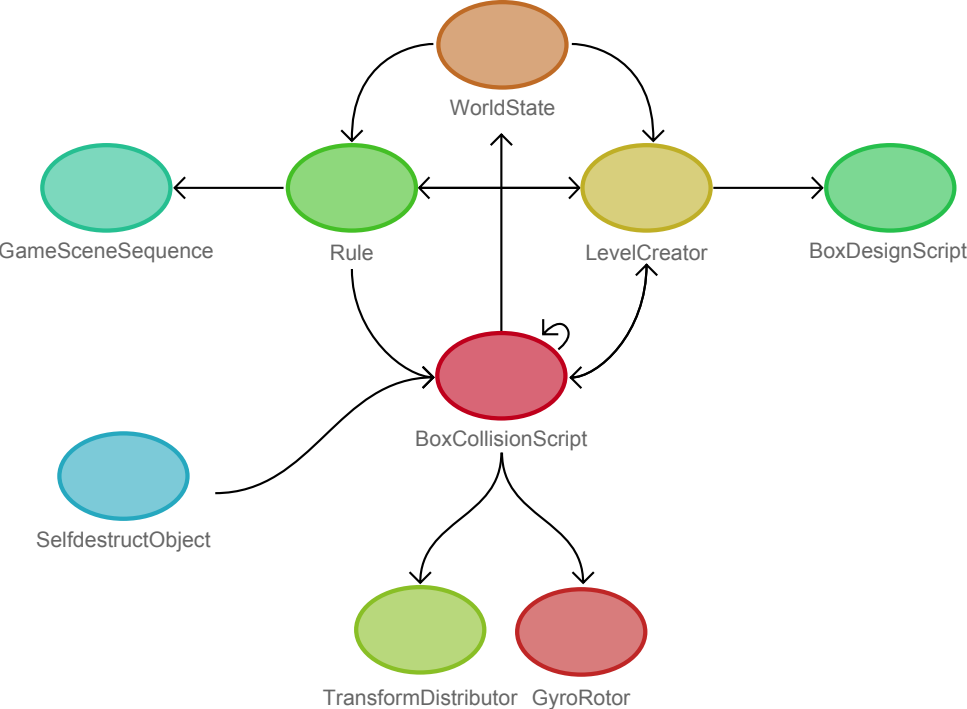 WorldState
GameSceneSequence
Rule
LevelCreator
BoxDesignScript
BoxCollisionScript
SelfdestructObject
TransformDistributor
GyroRotor